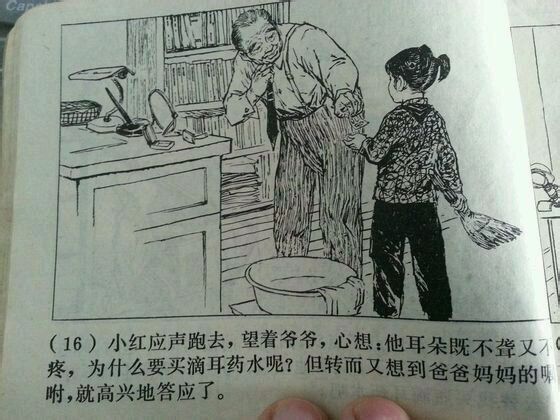 (16) 小红应声跑去，望着爷爷，心想：他耳朵既不聋又不
疼，为什么要买滴耳药水呢？但转而又想到爸爸妈妈的嘱
咐，就高兴地答应了。